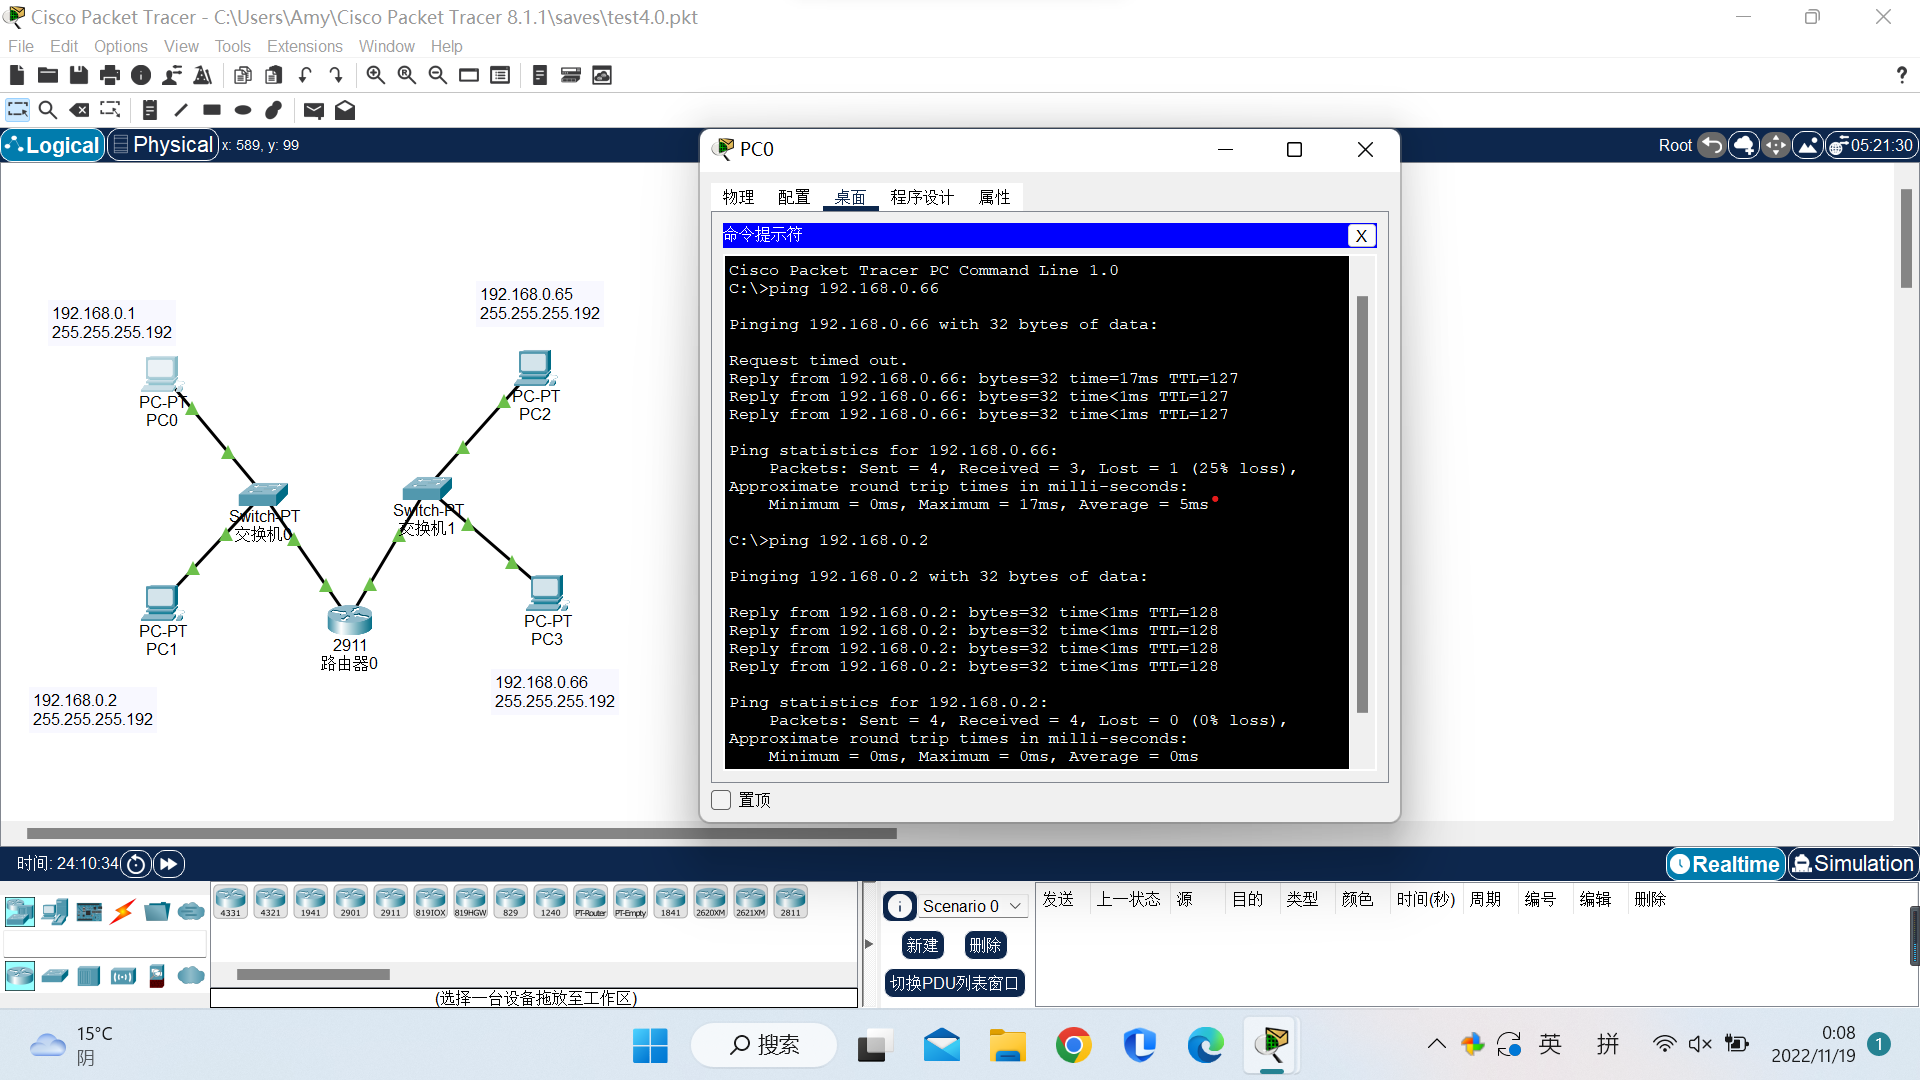 Cisco Packet Tracer - C:\Users\Amy\Cisco Packet Tracer 8.1.1\saves\test4.0.pkt
File Edit Options View Tools Extensions Window Help
?
Logical Physical x: 589, y: 99
Root 05:21:30
192.168.0.1
255.255.255.192
192.168.0.65
255.255.255.192
PC-PT
PC0
PC-PT
PC2
Switch-PT
交换机0
Switch-PT
交换机1
PC-PT
PC1
2911
路由器0
PC-PT
PC3
192.168.0.2
255.255.255.192
192.168.0.66
255.255.255.192
PC0
物理 配置 桌面 程序设计 属性
命令提示符
X
Cisco Packet Tracer PC Command Line 1.0
C:\>ping 192.168.0.66
Pinging 192.168.0.66 with 32 bytes of data:
Request timed out.
Reply from 192.168.0.66: bytes=32 time=17ms TTL=127
Reply from 192.168.0.66: bytes=32 time<1ms TTL=127
Reply from 192.168.0.66: bytes=32 time<1ms TTL=127
Ping statistics for 192.168.0.66:
Packets: Sent = 4, Received = 3, Lost = 1 (25% loss),
Approximate round trip times in milli-seconds:
Minimum = 0ms, Maximum = 17ms, Average = 5ms
C:\>ping 192.168.0.2
Pinging 192.168.0.2 with 32 bytes of data:
Reply from 192.168.0.2: bytes=32 time<1ms TTL=128
Reply from 192.168.0.2: bytes=32 time<1ms TTL=128
Reply from 192.168.0.2: bytes=32 time<1ms TTL=128
Reply from 192.168.0.2: bytes=32 time<1ms TTL=128
Ping statistics for 192.168.0.2:
Packets: Sent = 4, Received = 4, Lost = 0 (0% loss),
Approximate round trip times in milli-seconds:
Minimum = 0ms, Maximum = 0ms, Average = 0ms
置顶
时间: 24:10:34
Realtime Simulation
4331 4321 1941 2901 2911 819IOX 819HGW 829 1240 PT-Router PT-Empty 1841 2620XM 2621XM 2811
(选择一台设备拖放至工作区)
Scenario 0
新建 删除
切换PDU列表窗口
发送 上一状态 源 目的 类型 颜色 时间(秒) 周期 编号 编辑 删除
15°C
阴
搜索
英 拼
0:08
2022/11/19
1